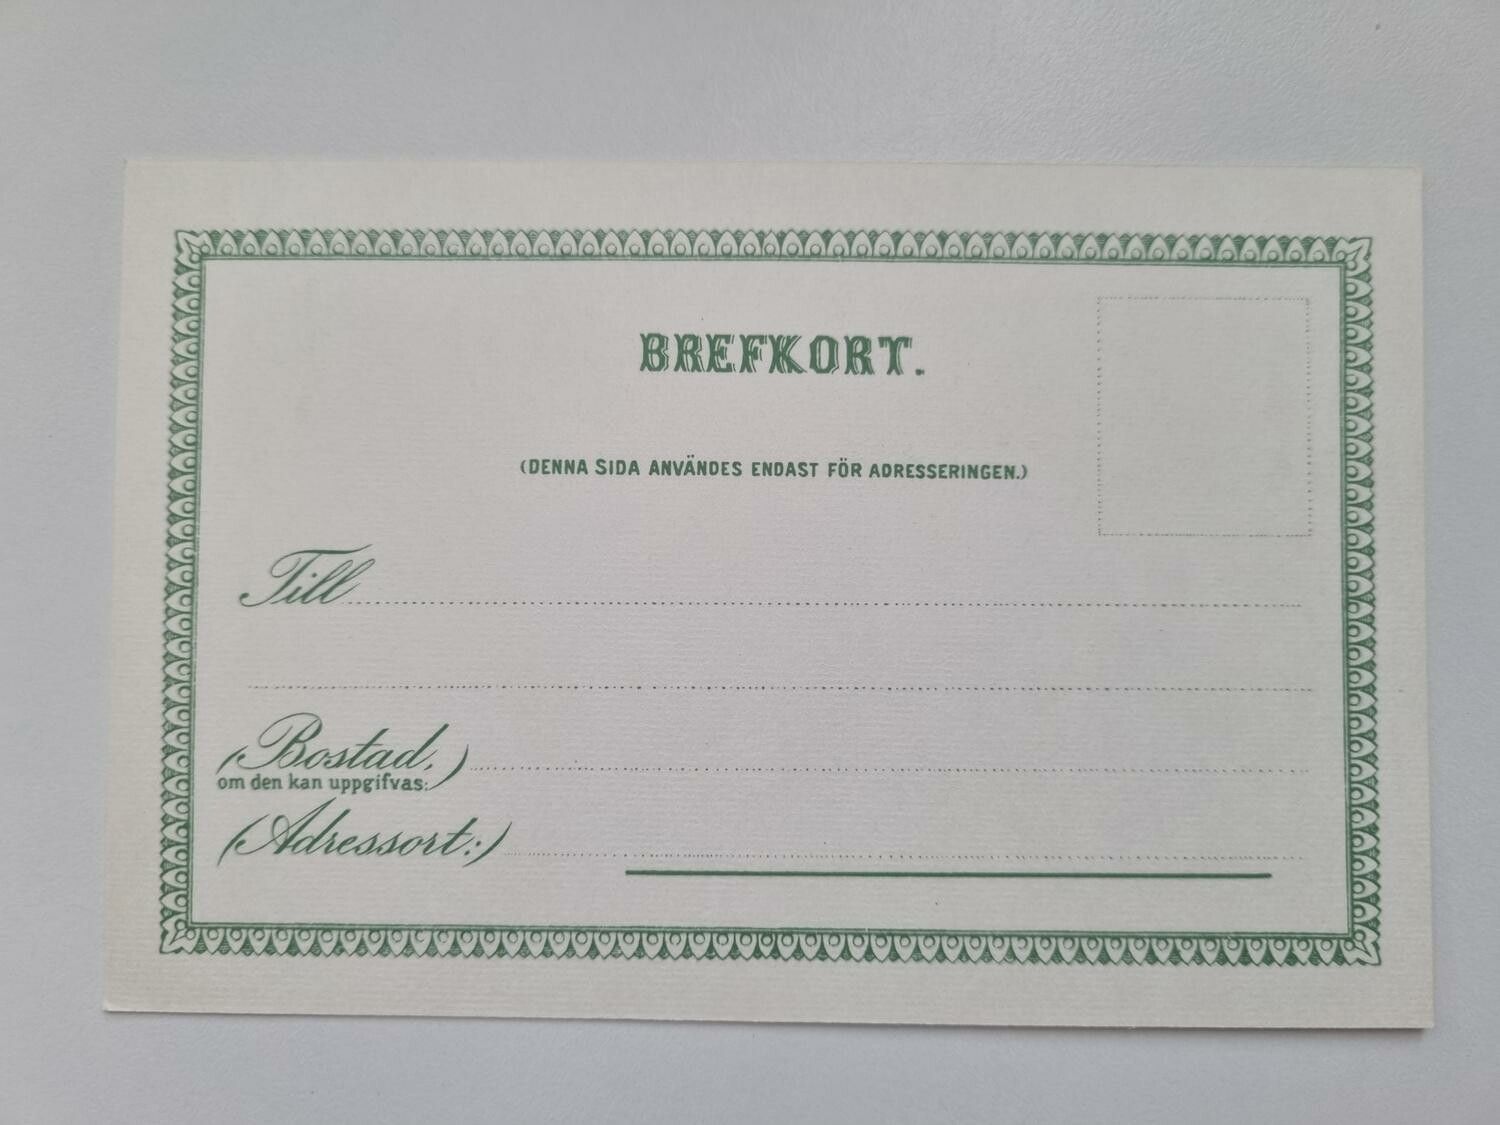 BREFKORT.
(DENNA SIDA ANVÄNDES ENDAST FÖR ADRESSERINGEN.)
Till
(Bostad,)
om den kan uppgifvas:
(Adressort:)